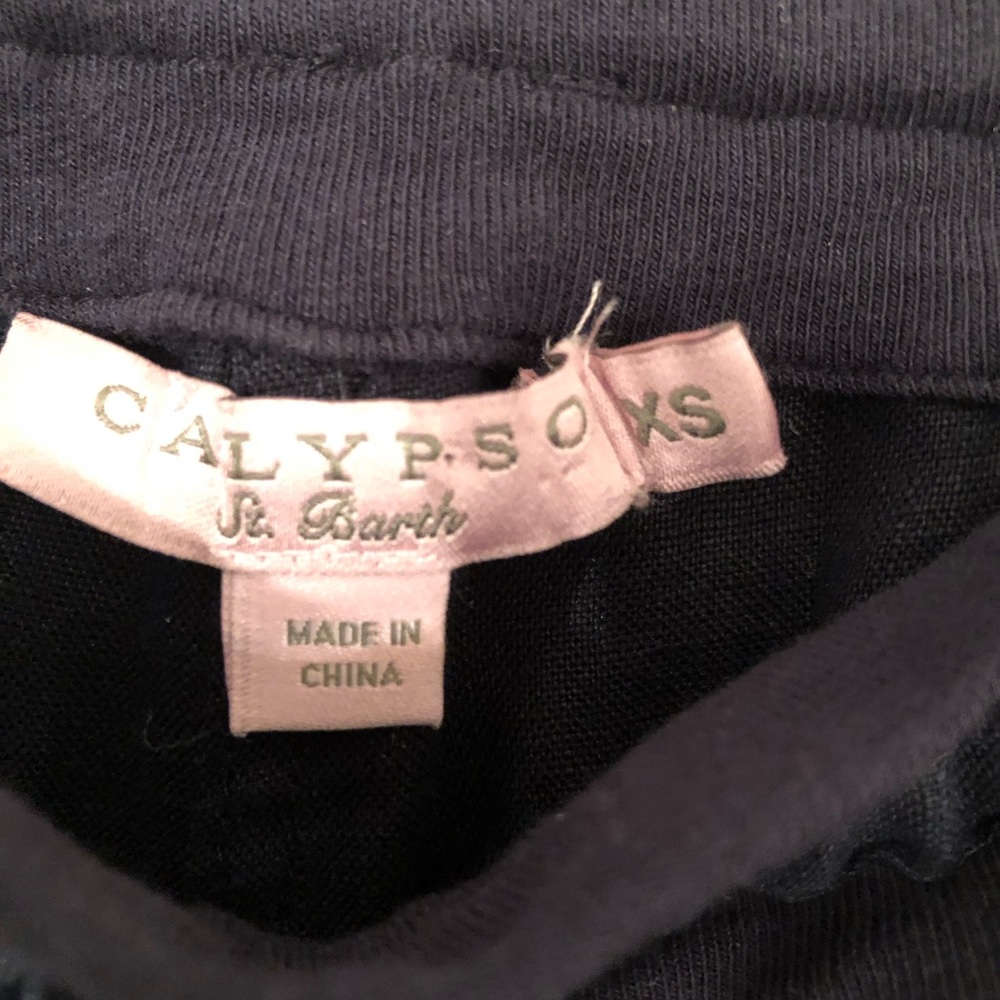 CALYPSO
St. Barth
XS
MADE IN
CHINA